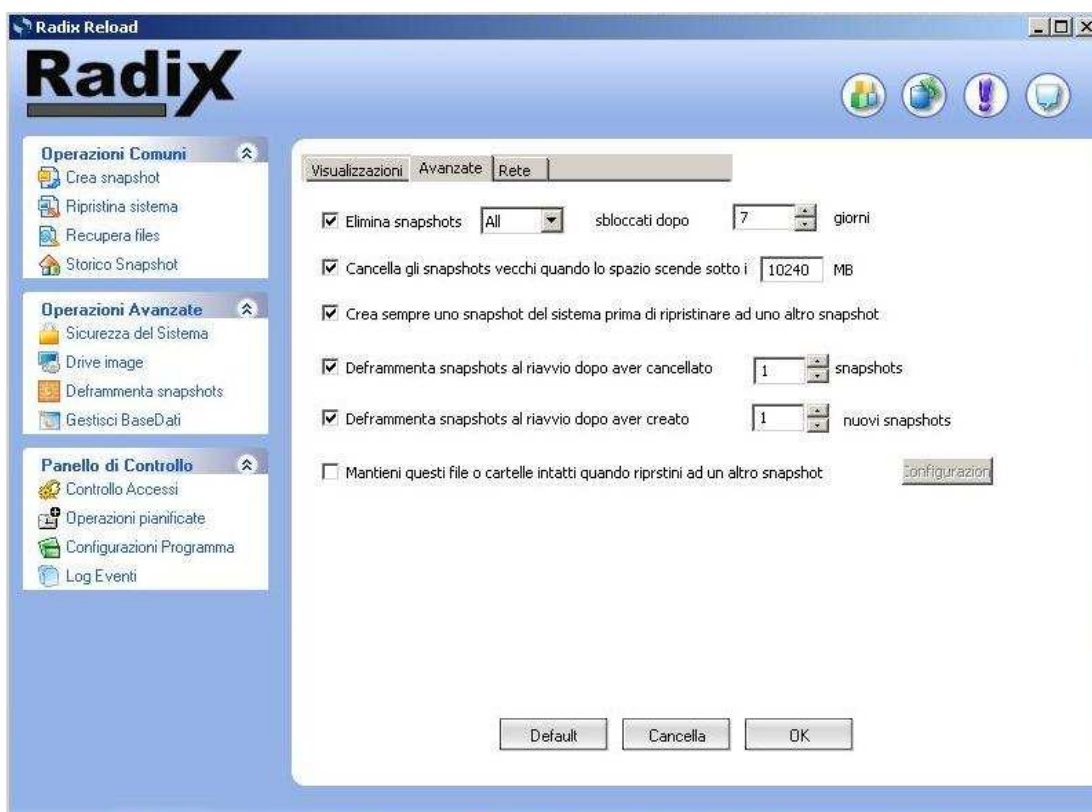 Radix Reload
Radix
Operazioni Comuni
Crea snapshot
Ripristina sistema
Recupera files
Storico Snapshot
Operazioni Avanzate
Sicurezza del Sistema
Drive image
Deframmenta snapshots
Gestisci BaseDati
Panello di Controllo
Controllo Accessi
Operazioni pianificate
Configurazioni Programma
Log Eventi
Visualizzazioni Avanzate Rete
Elimina snapshots All sbloccati dopo 7 giorni
Cancella gli snapshots vecchi quando lo spazio scende sotto i 10240 MB
Crea sempre uno snapshot del sistema prima di ripristinare ad uno altro snapshot
Deframmenta snapshots al riavvio dopo aver cancellato 1 snapshots
Deframmenta snapshots al riavvio dopo aver creato 1 nuovi snapshots
Mantieni questi file o cartelle intatti quando riprstini ad un altro snapshot Configurazion
Default Cancella OK